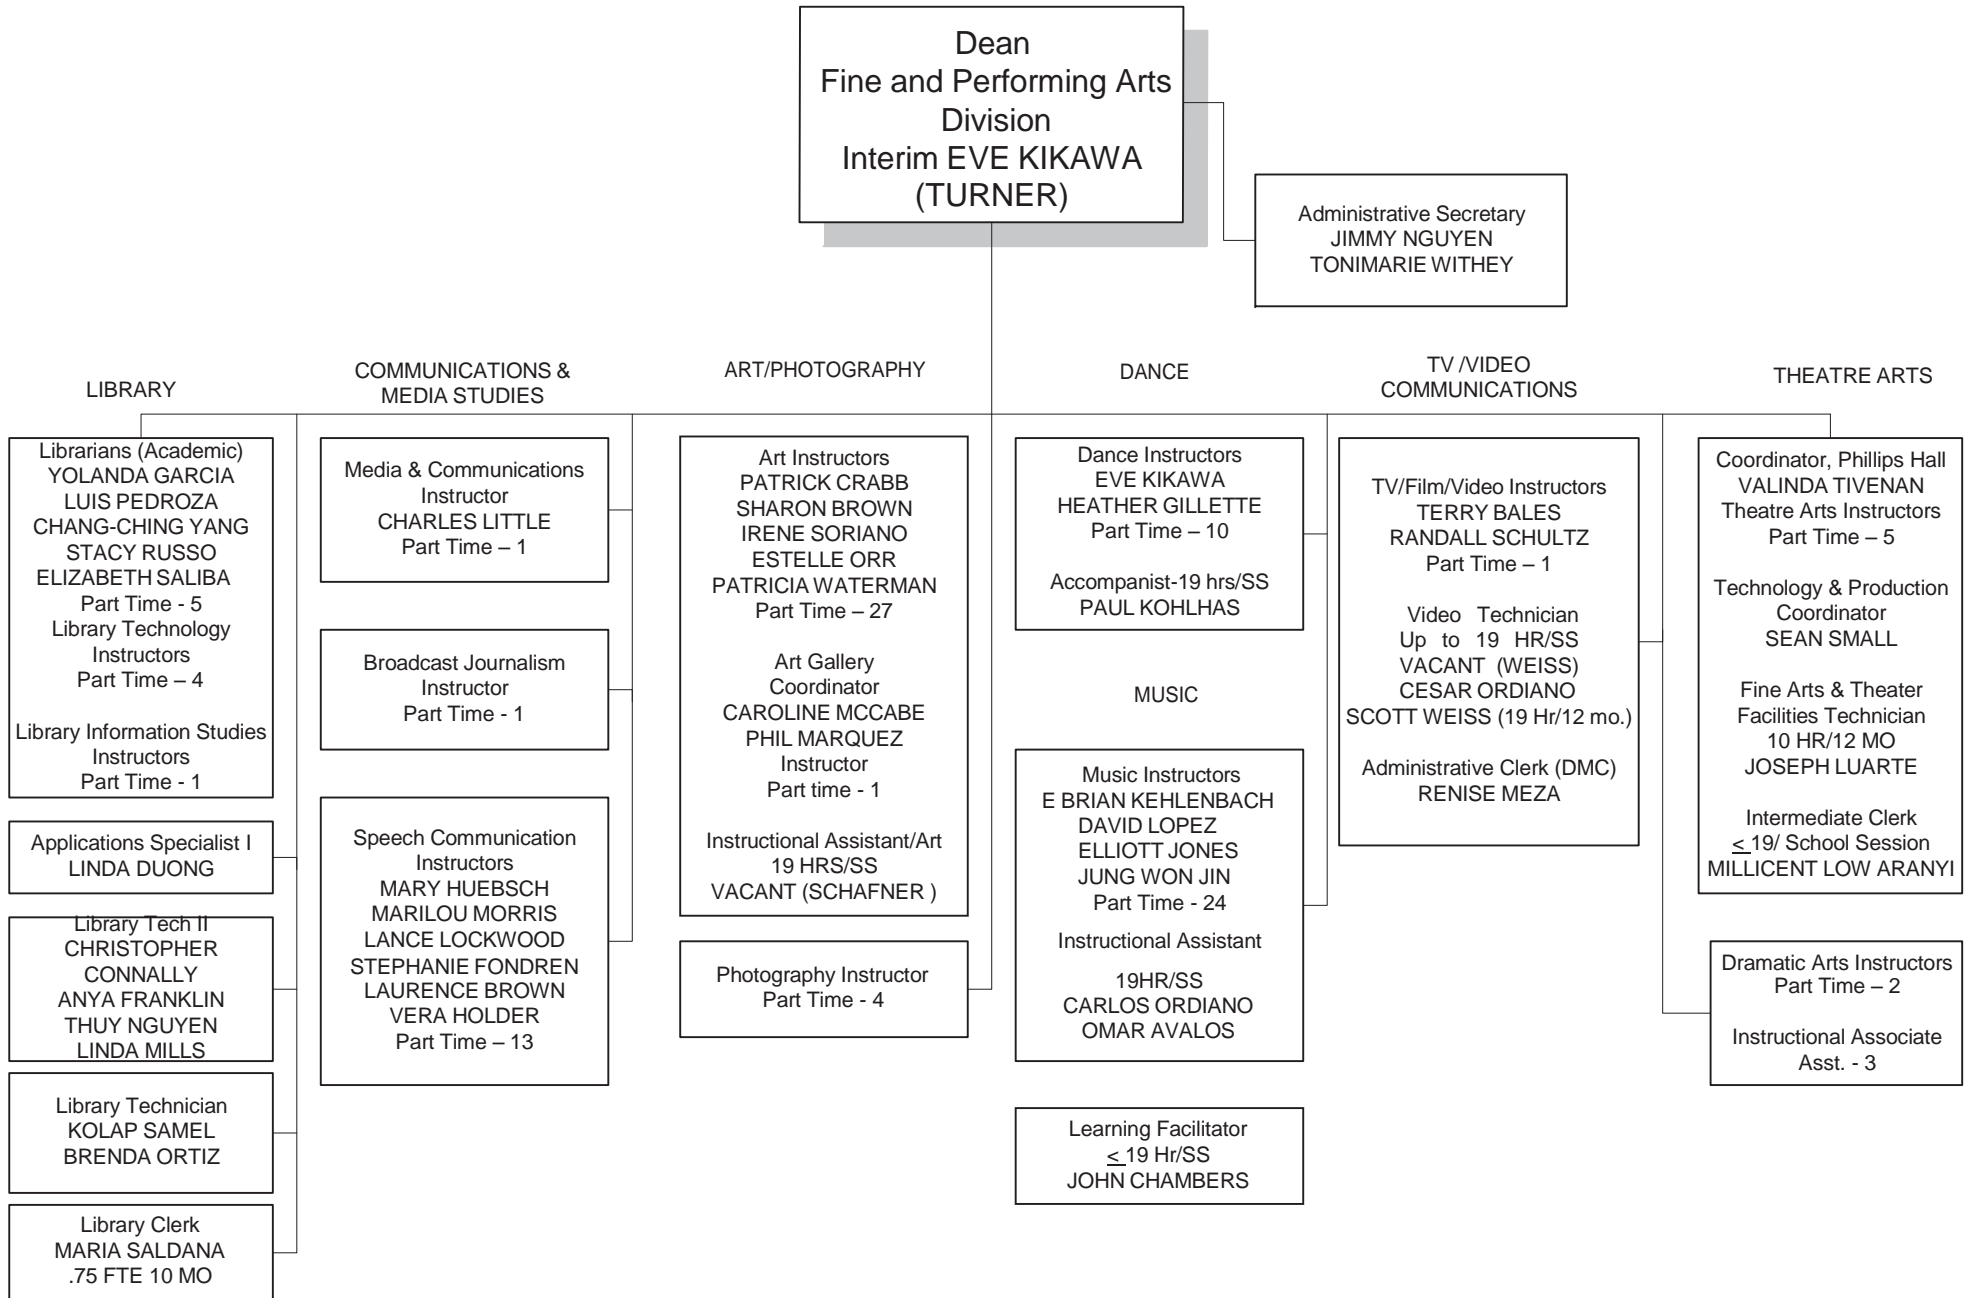 Dean
Fine and Performing Arts
Division
Interim EVE KIKAWA
(TURNER)
Administrative Secretary
JIMMY NGUYEN
TONIMARIE WITHEY
LIBRARY
Librarians (Academic)
YOLANDA GARCIA
LUIS PEDROZA
CHANG-CHING YANG
STACY RUSSO
ELIZABETH SALIBA
Part Time - 5
Library Technology
Instructors
Part Time – 4
Library Information Studies
Instructors
Part Time - 1
Applications Specialist I
LINDA DUONG
Library Tech II
CHRISTOPHER
CONNALLY
ANYA FRANKLIN
THUY NGUYEN
LINDA MILLS
Library Technician
KOLAP SAMEL
BRENDA ORTIZ
Library Clerk
MARIA SALDANA
.75 FTE 10 MO
COMMUNICATIONS &
MEDIA STUDIES
Media & Communications
Instructor
CHARLES LITTLE
Part Time – 1
Broadcast Journalism
Instructor
Part Time - 1
Speech Communication
Instructors
MARY HUEBSCH
MARILOU MORRIS
LANCE LOCKWOOD
STEPHANIE FONDREN
LAURENCE BROWN
VERA HOLDER
Part Time – 13
ART/PHOTOGRAPHY
Art Instructors
PATRICK CRABB
SHARON BROWN
IRENE SORIANO
ESTELLE ORR
PATRICIA WATERMAN
Part Time – 27
Art Gallery
Coordinator
CAROLINE MCCABE
PHIL MARQUEZ
Instructor
Part time - 1
Instructional Assistant/Art
19 HRS/SS
VACANT (SCHAFNER )
Photography Instructor
Part Time - 4
DANCE
Dance Instructors
EVE KIKAWA
HEATHER GILLETTE
Part Time – 10
Accompanist-19 hrs/SS
PAUL KOHLHAS
MUSIC
Music Instructors
E BRIAN KEHLENBACH
DAVID LOPEZ
ELLIOTT JONES
JUNG WON JIN
Part Time - 24
Instructional Assistant
19HR/SS
CARLOS ORDIANO
OMAR AVALOS
Learning Facilitator
< 19 Hr/SS
JOHN CHAMBERS
TV /VIDEO
COMMUNICATIONS
TV/Film/Video Instructors
TERRY BALES
RANDALL SCHULTZ
Part Time – 1
Video Technician
Up to 19 HR/SS
VACANT (WEISS)
CESAR ORDIANO
SCOTT WEISS (19 Hr/12 mo.)
Administrative Clerk (DMC)
RENISE MEZA
THEATRE ARTS
Coordinator, Phillips Hall
VALINDA TIVENAN
Theatre Arts Instructors
Part Time – 5
Technology & Production
Coordinator
SEAN SMALL
Fine Arts & Theater
Facilities Technician
10 HR/12 MO
JOSEPH LUARTE
Intermediate Clerk
< 19/ School Session
MILLICENT LOW ARANYI
Dramatic Arts Instructors
Part Time – 2
Instructional Associate
Asst. - 3